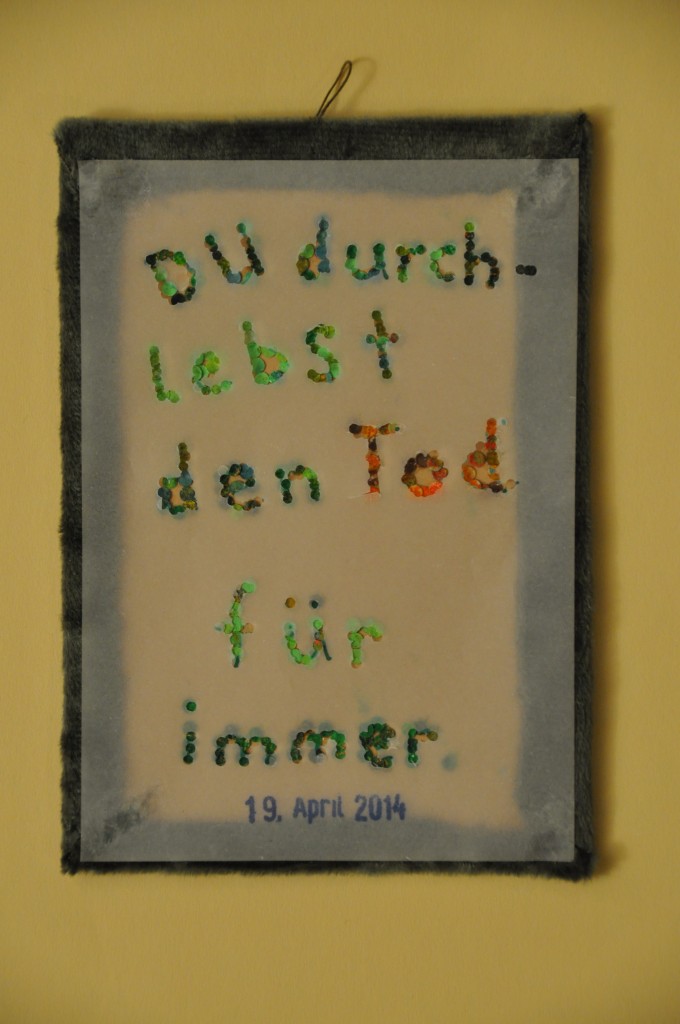 DU durch-
lebst
den Tod
für
immer.
19. April 2014